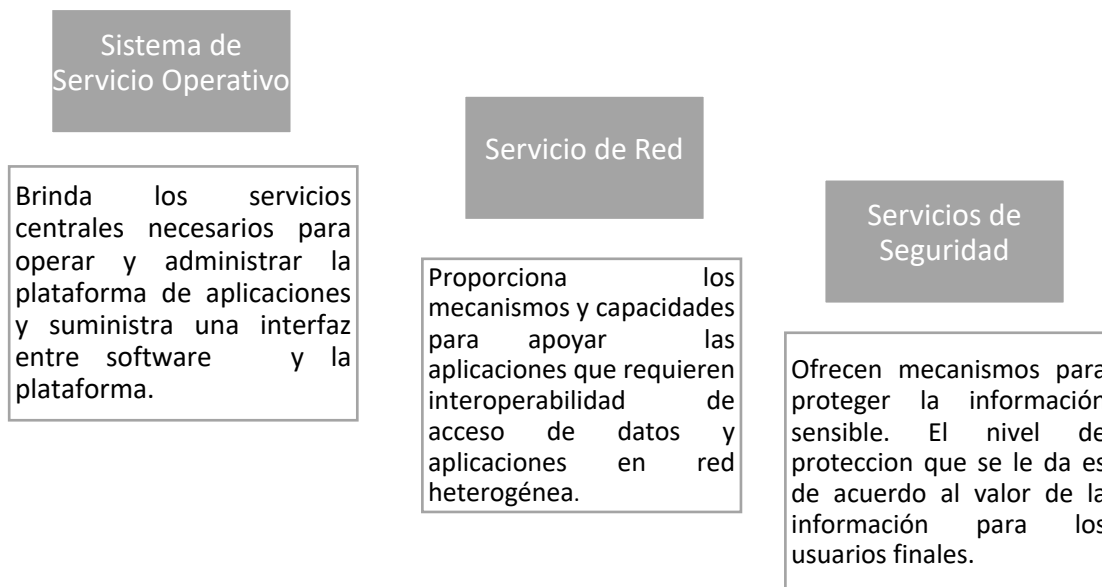 Sistema de
Servicio Operativo
Brinda los servicios
centrales necesarios para
operar y administrar la
plataforma de aplicaciones
y suministra una interfaz
entre software y la
plataforma.
Servicio de Red
Proporciona los
mecanismos y capacidades
para apoyar las
aplicaciones que requieren
interoperabilidad de
acceso de datos y
aplicaciones en red
heterogénea.
Servicios de
Seguridad
Ofrecen mecanismos para
proteger la información
sensible. El nivel de
proteccion que se le da es
de acuerdo al valor de la
información para los
usuarios finales.